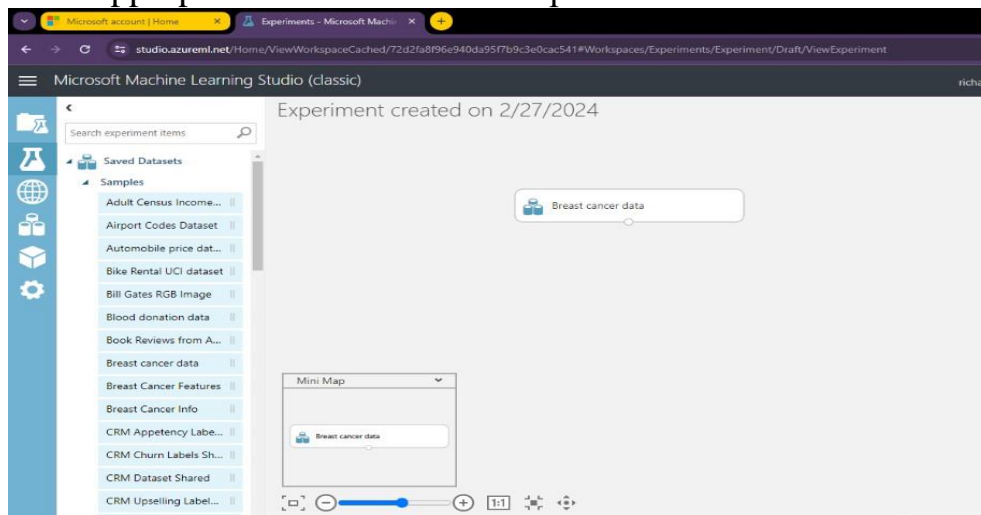 Microsoft account | Home
Experiments - Microsoft Machi
studio.azureml.net/Home/ViewWorkspaceCached/72d2fa8f96e940da95f7b9c3e0cac541#Workspaces/Experiments/Experiment/Draft/ViewExperiment
Microsoft Machine Learning Studio (classic)
richa
Search experiment items
Saved Datasets
Samples
Adult Census Income...
Airport Codes Dataset
Automobile price dat...
Bike Rental UCI dataset
Bill Gates RGB Image
Blood donation data
Book Reviews from A...
Breast cancer data
Breast Cancer Features
Breast Cancer Info
CRM Appetency Labe...
CRM Churn Labels Sh...
CRM Dataset Shared
CRM Upselling Label...
Experiment created on 2/27/2024
Breast cancer data
Mini Map
Breast cancer data
1:1